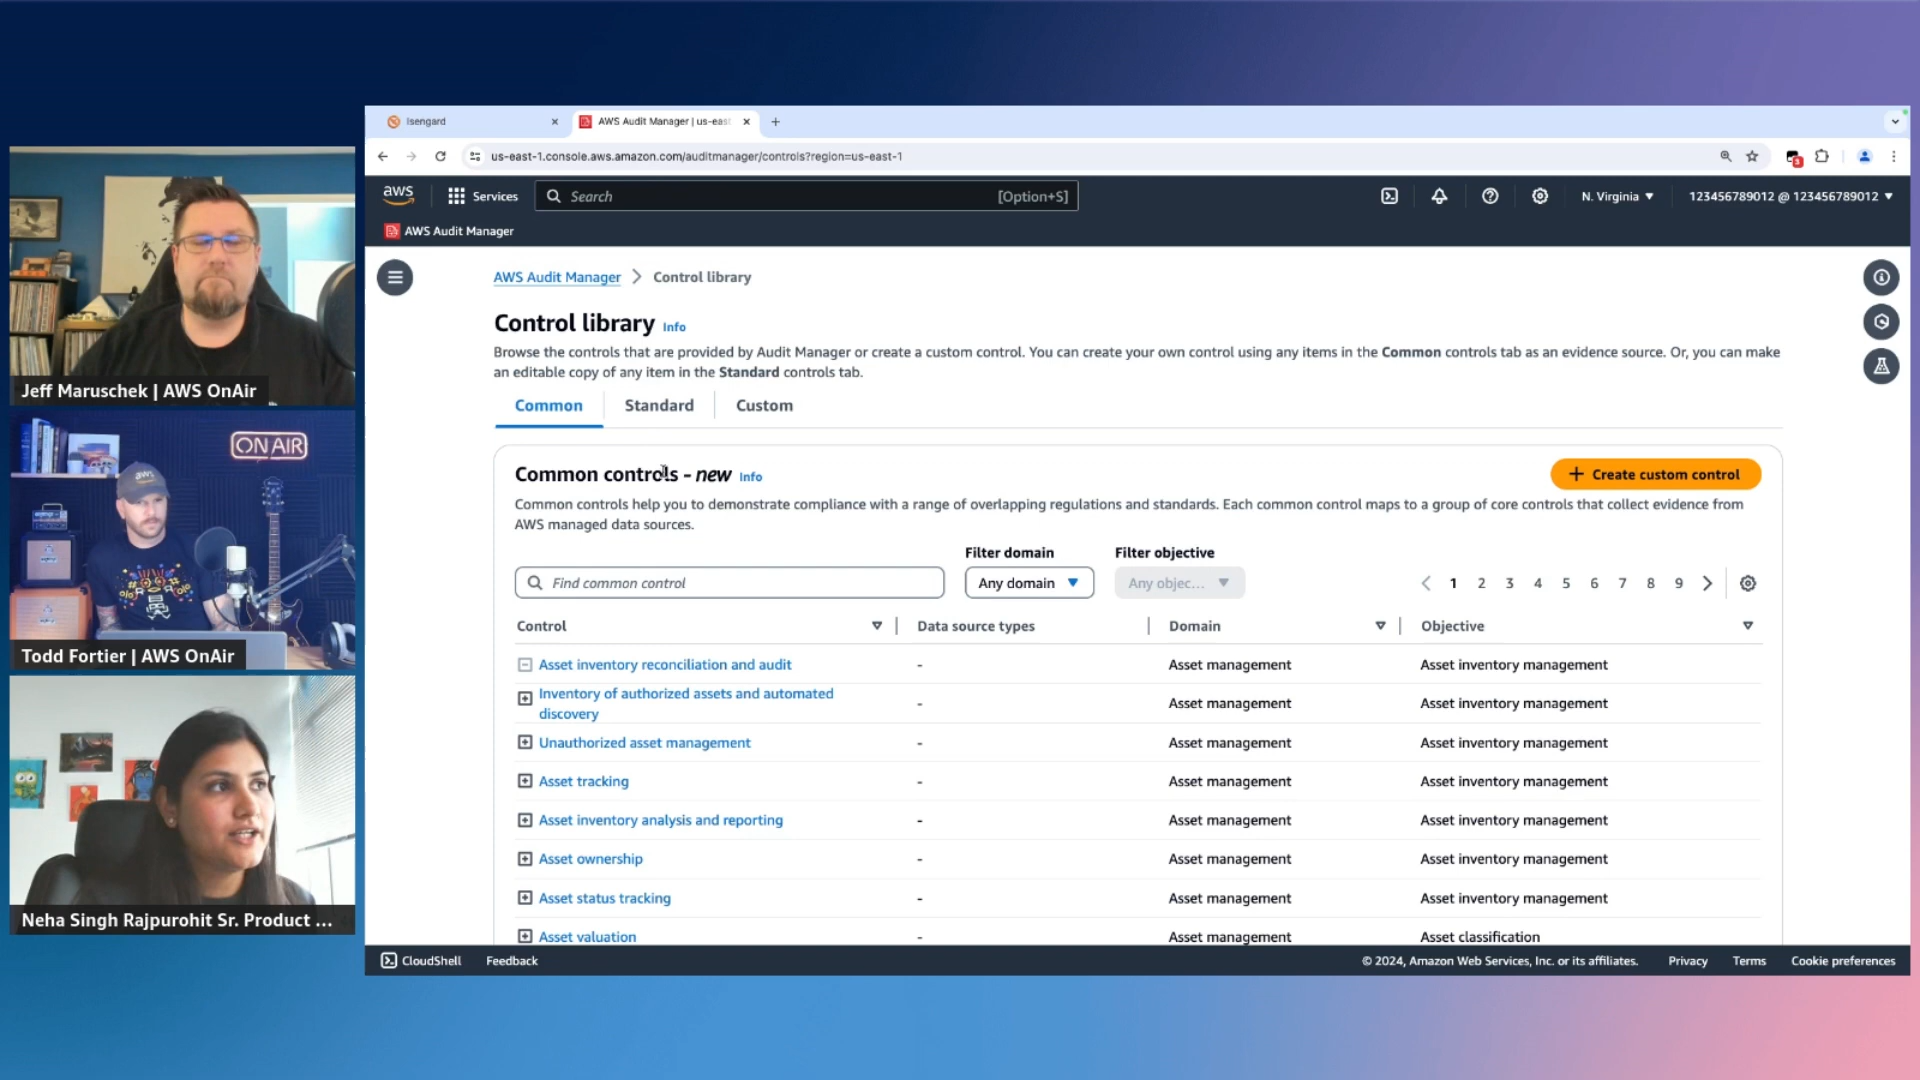 Isengard
AWS Audit Manager | us-east
us-east-1.console.aws.amazon.com/auditmanager/controls?region=us-east-1
aws
Services
Search
[Option+S]
N. Virginia
123456789012 @ 123456789012
AWS Audit Manager
AWS Audit Manager > Control library
Control library Info
Browse the controls that are provided by Audit Manager or create a custom control. You can create your own control using any items in the Common controls tab as an evidence source. Or, you can make
an editable copy of any item in the Standard controls tab.
Common
Standard
Custom
Common controls - new Info
+ Create custom control
Common controls help you to demonstrate compliance with a range of overlapping regulations and standards. Each common control maps to a group of core controls that collect evidence from
AWS managed data sources.
Filter domain
Filter objective
Find common control
Any domain
Any objec...
1 2 3 4 5 6 7 8 9
Control
Data source types
Domain
Objective
Asset inventory reconciliation and audit - Asset management Asset inventory management
Inventory of authorized assets and automated
discovery - Asset management Asset inventory management
Unauthorized asset management - Asset management Asset inventory management
Asset tracking - Asset management Asset inventory management
Asset inventory analysis and reporting - Asset management Asset inventory management
Asset ownership - Asset management Asset inventory management
Asset status tracking - Asset management Asset inventory management
Asset valuation - Asset management Asset classification
CloudShell
Feedback
© 2024, Amazon Web Services, Inc. or its affiliates.
Privacy
Terms
Cookie preferences
Jeff Maruschek | AWS OnAir
ON AIR
aws
Todd Fortier | AWS OnAir
Neha Singh Rajpurohit Sr. Product ...